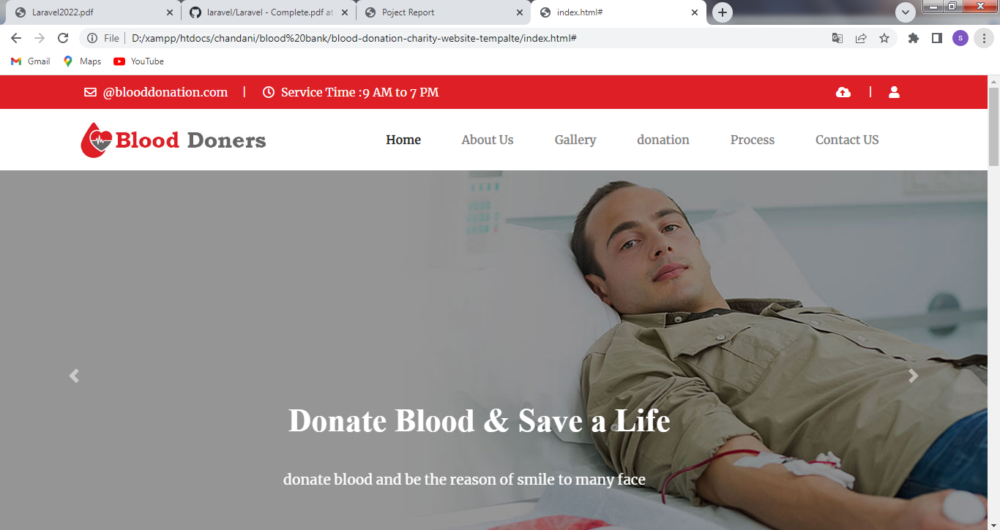 Laravel2022.pdf
laravel/Laravel - Complete.pdf at
Poject Report
index.html#
File
D:/xampp/htdocs/chandani/blood%20bank/blood-donation-charity-website-tempalte/index.html#
S
Gmail
Maps
YouTube
@blooddonation.com | Service Time :9 AM to 7 PM |
Blood Doners
Home
About Us
Gallery
donation
Process
Contact US
Donate Blood & Save a Life
donate blood and be the reason of smile to many face